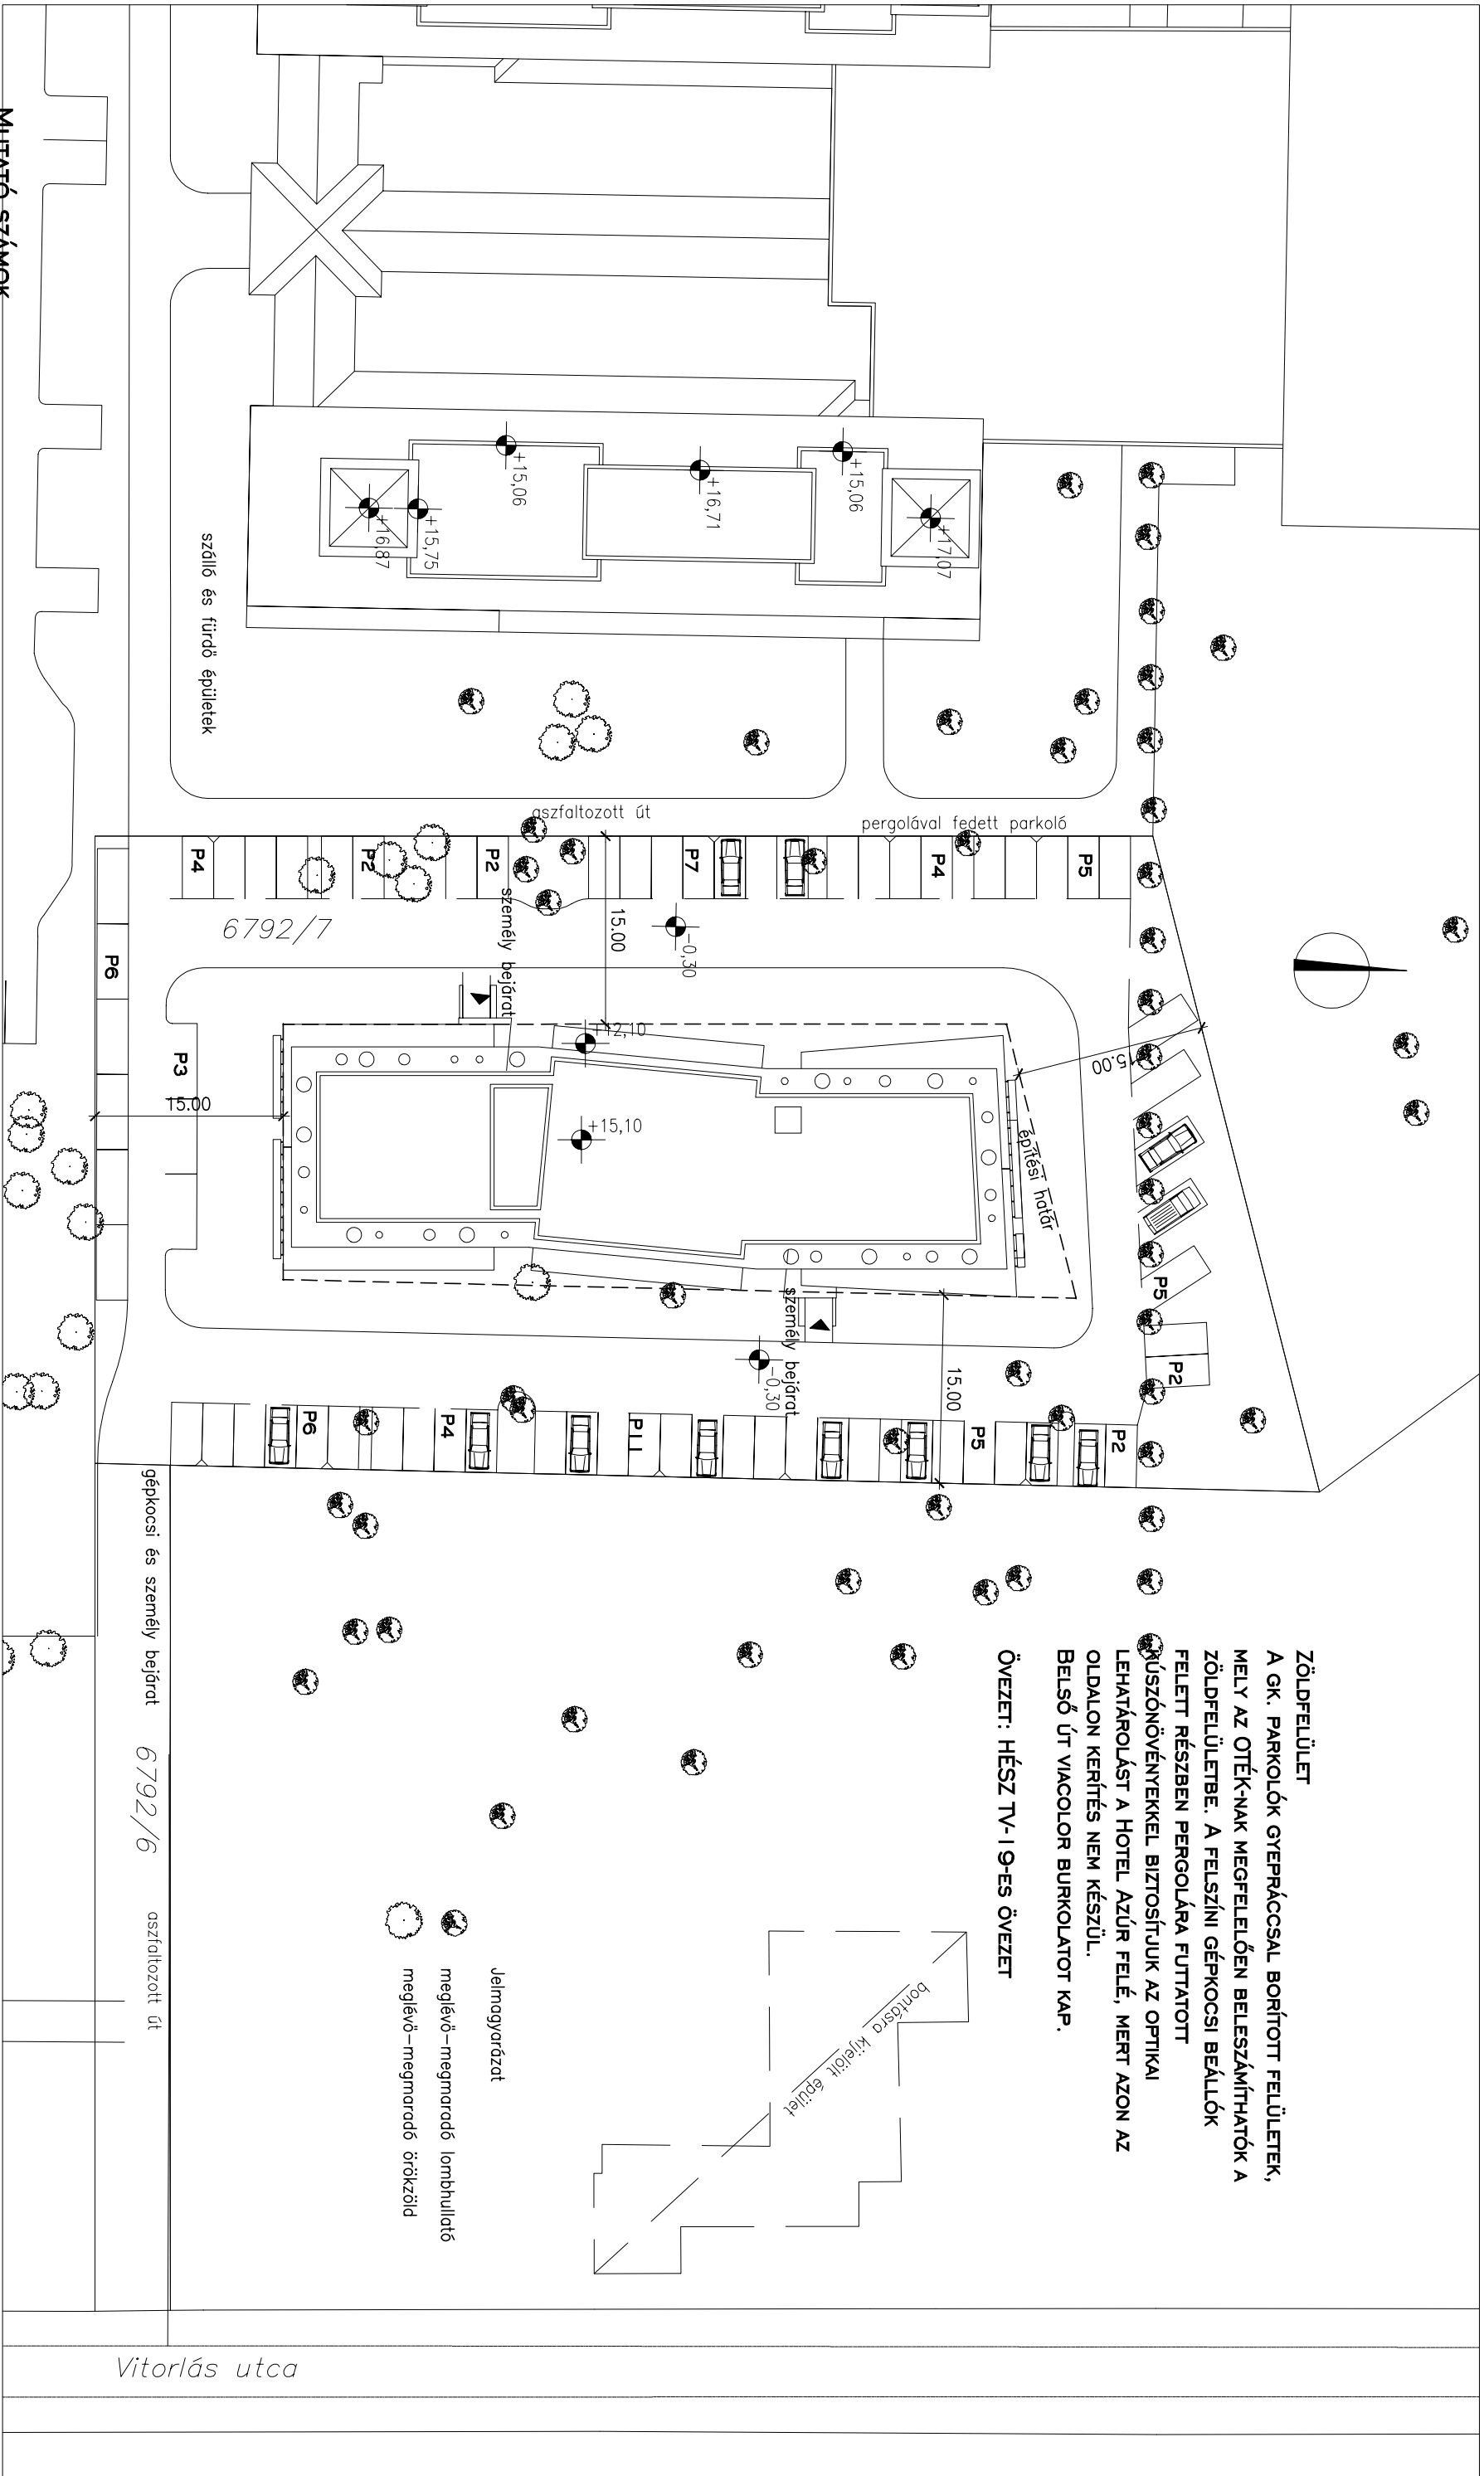 MUTATÓ SZÁMOK
szálló és fürdö épületek
+15,06
+16,71
+15,06
+17,07
+16,87
+15,75
aszfaltozott út
pergolával fedett parkoló
P4
P2
P2
P7
P4
P5
6792/7
személy bejárat
15.00
-0,30
P6
P3
15.00
+12,10
+15,10
építési határ
15.00
P5
P2
személy bejárat
-0,30
15.00
P6
P4
P11
P5
P2
gépkocsi és személy bejárat
6792/6
aszfaltozott út
ZÖLDFELÜLET
A GK. PARKOLÓK GYEPRÁCCSAL BORÍTOTT FELÜLETEK,
MELY AZ OTÉK-NAK MEGFELELŐEN BELESZÁMÍTHATÓK A
ZÖLDFELÜLETBE. A FELSZÍNI GÉPKOCSI BEÁLLÓK
FELETT RÉSZBEN PERGOLÁRA FUTTATOTT
KÚSZÓNÖVÉNYEKKEL BIZTOSÍTJUK AZ OPTIKAI
LEHATÁROLÁST A HOTEL AZÚR FELÉ, MERT AZON AZ
OLDALON KERÍTÉS NEM KÉSZÜL.
BELSŐ ÚT VIACOLOR BURKOLATOT KAP.
ÖVEZET: HÉSZ TV-19-ES ÖVEZET
bontásra kijelölt épület
Jelmagyarázat
meglévö-megmaradó lombhullató
meglévö-megmaradó örökzöld
Vitorlás utca